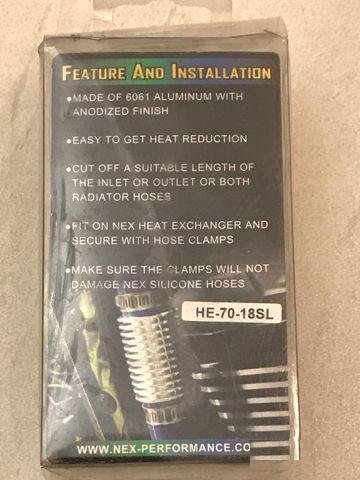 FEATURE AND INSTALLATION
•MADE OF 6061 ALUMINUM WITH
ANODIZED FINISH
•EASY TO GET HEAT REDUCTION
•CUT OFF A SUITABLE LENGTH OF
THE INLET OR OUTLET OR BOTH
RADIATOR HOSES
•FIT ON NEX HEAT EXCHANGER AND
SECURE WITH HOSE CLAMPS
•MAKE SURE THE CLAMPS WILL NOT
DAMAGE NEX SILICONE HOSES
HE-70-18SL
WWW.NEX-PERFORMANCE.CO